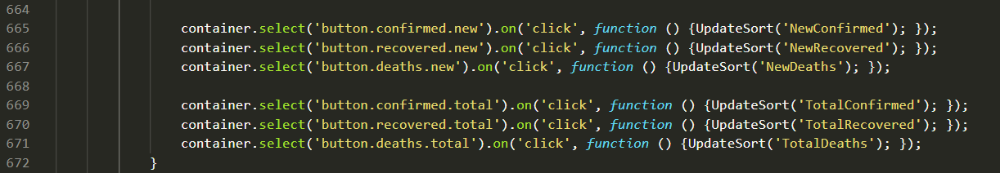 664
665 container.select('button.confirmed.new').on('click', function () {UpdateSort('NewConfirmed'); });
666 container.select('button.recovered.new').on('click', function () {UpdateSort('NewRecovered'); });
667 container.select('button.deaths.new').on('click', function () {UpdateSort('NewDeaths'); });
668
669 container.select('button.confirmed.total').on('click', function () {UpdateSort('TotalConfirmed'); });
670 container.select('button.recovered.total').on('click', function () {UpdateSort('TotalRecovered'); });
671 container.select('button.deaths.total').on('click', function () {UpdateSort('TotalDeaths'); });
672 }